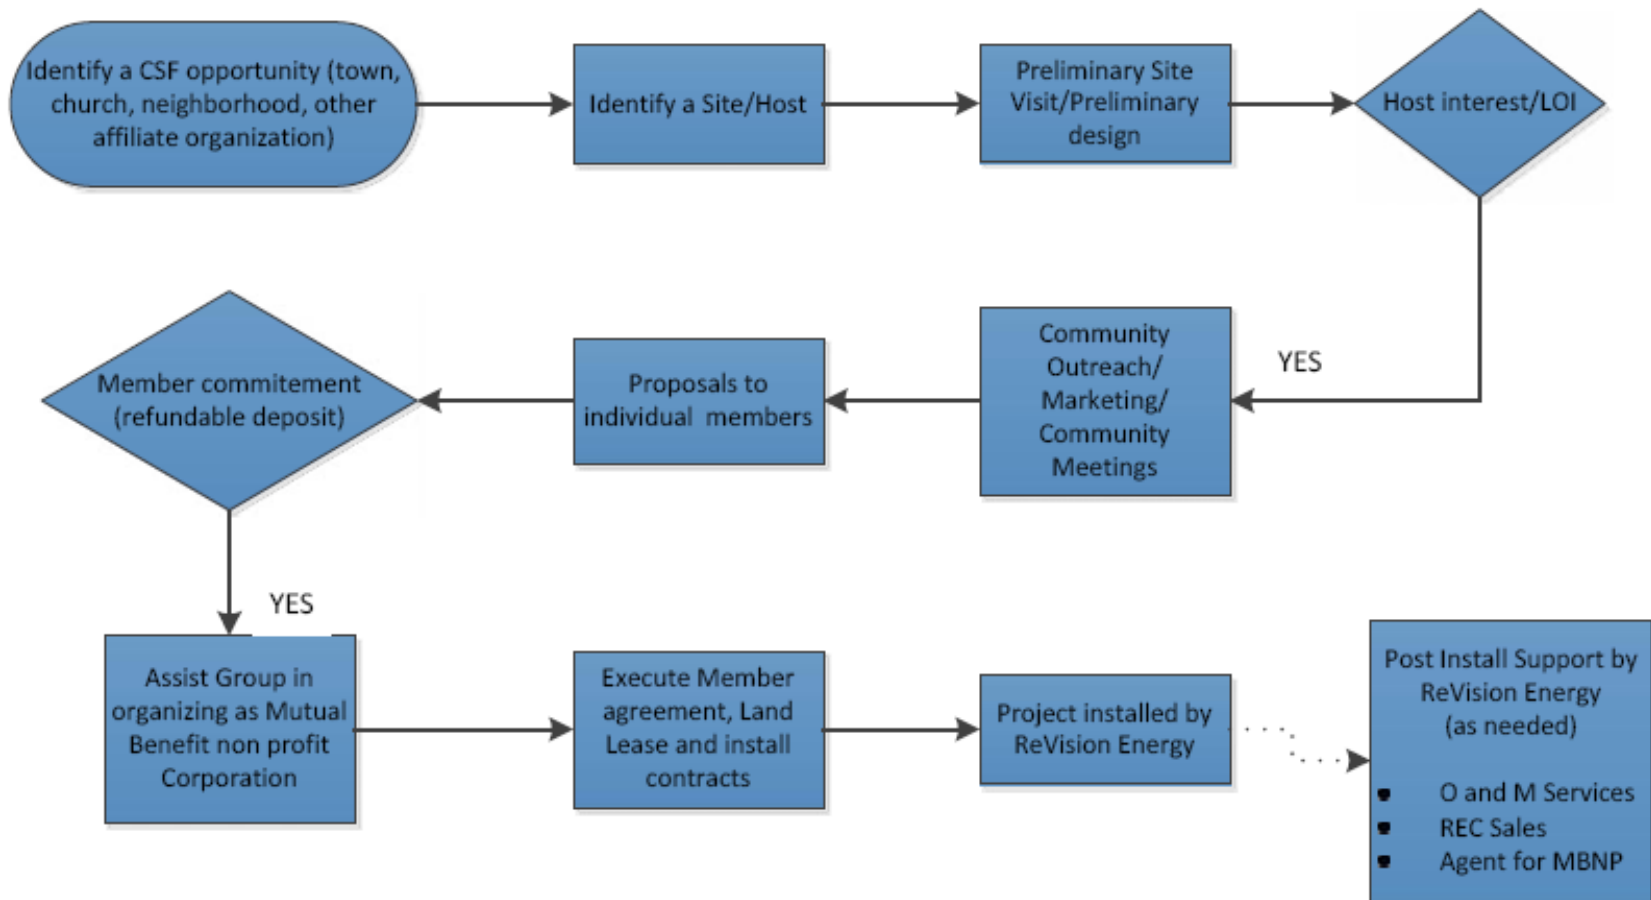 Identify a CSF opportunity (town,
church, neighborhood, other
affiliate organization)
Identify a Site/Host
Preliminary Site
Visit/Preliminary
design
Host interest/LOI
YES
Community
Outreach/
Marketing/
Community
Meetings
Proposals to
individual members
Member commitement
(refundable deposit)
YES
Assist Group in
organizing as Mutual
Benefit non profit
Corporation
Execute Member
agreement, Land
Lease and install
contracts
Project installed by
ReVision Energy
Post Install Support by
ReVision Energy
(as needed)
O and M Services
REC Sales
Agent for MBNP